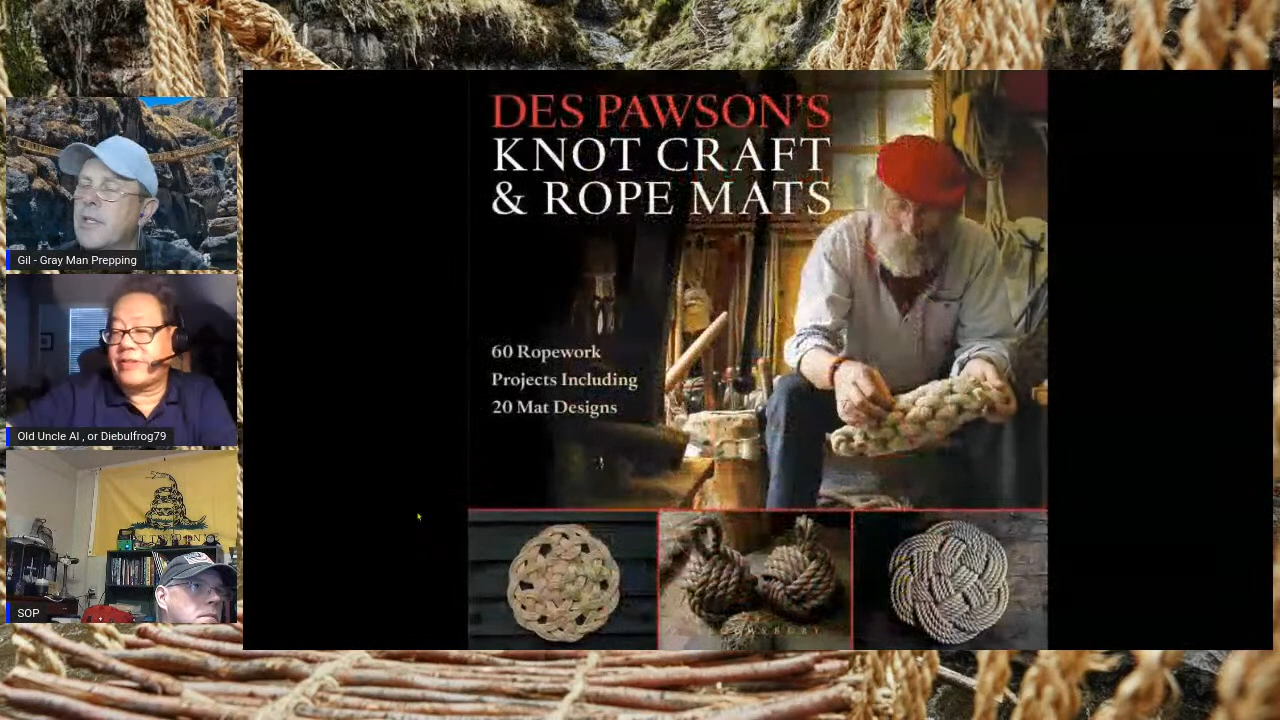 Gil - Gray Man Prepping
Old Uncle Al , or Diebulfrog79
SOP
DES PAWSON'S
KNOT CRAFT
& ROPE MATS
60 Ropework
Projects Including
20 Mat Designs